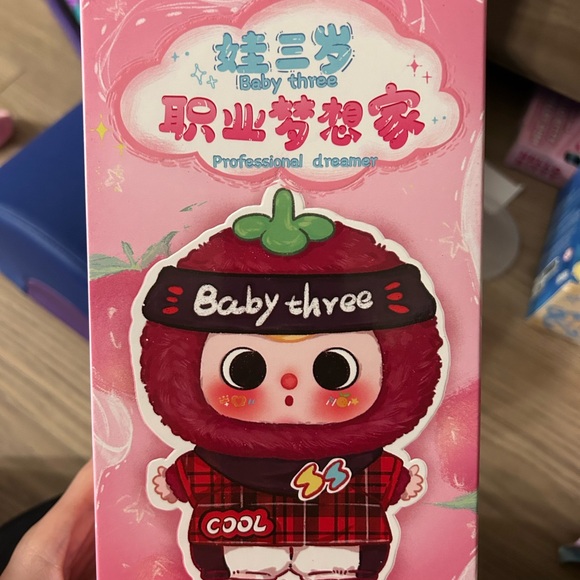 娃三岁
Baby three
职业梦想家
Professional dreamer
Baby three
COOL